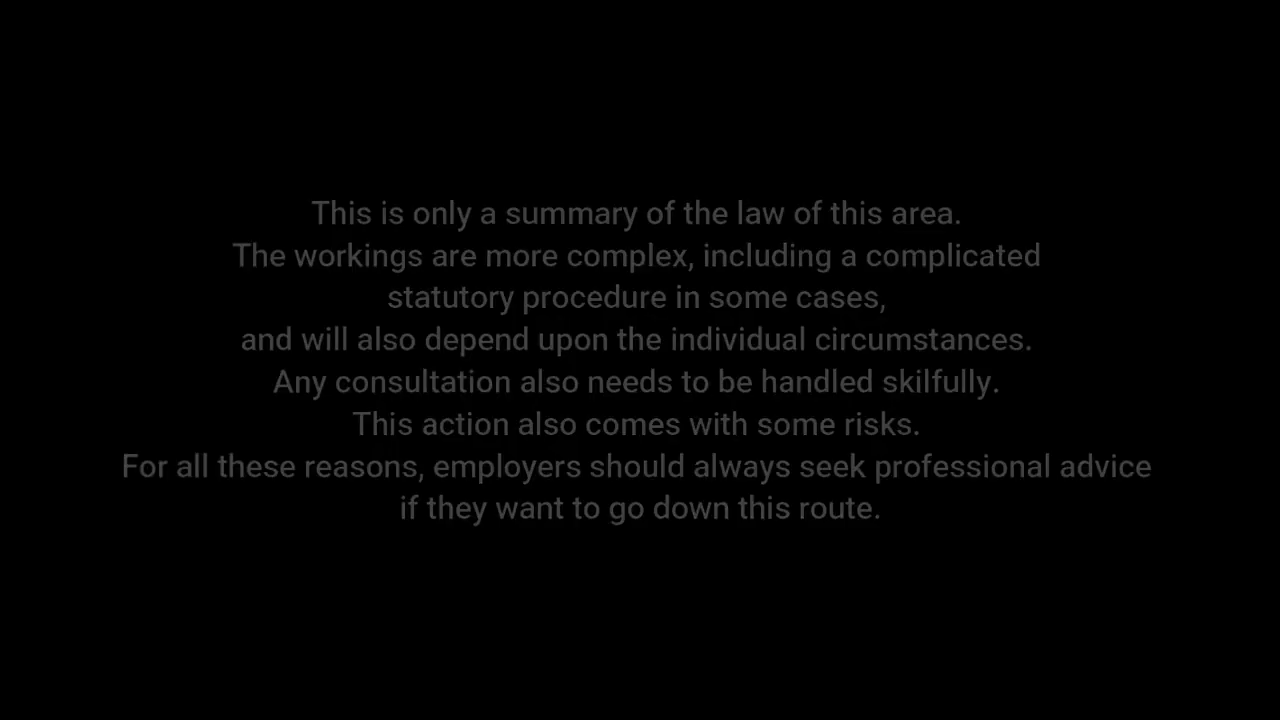 This is only a summary of the law of this area.
The workings are more complex, including a complicated
statutory procedure in some cases,
and will also depend upon the individual circumstances.
Any consultation also needs to be handled skilfully.
This action also comes with some risks.
For all these reasons, employers should always seek professional advice
if they want to go down this route.